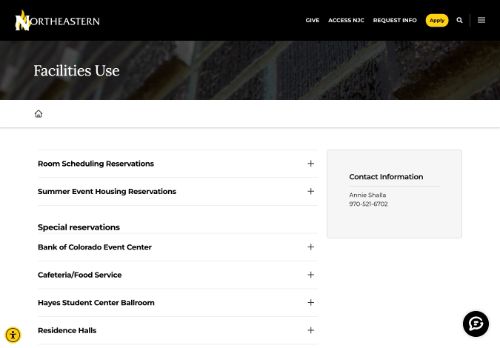 NORTHEASTERN
GIVE ACCESS NJC REQUEST INFO Apply
Facilities Use
Room Scheduling Reservations
Summer Event Housing Reservations
Special reservations
Bank of Colorado Event Center
Cafeteria/Food Service
Hayes Student Center Ballroom
Residence Halls
Contact Information
Annie Shalla
970-521-6702